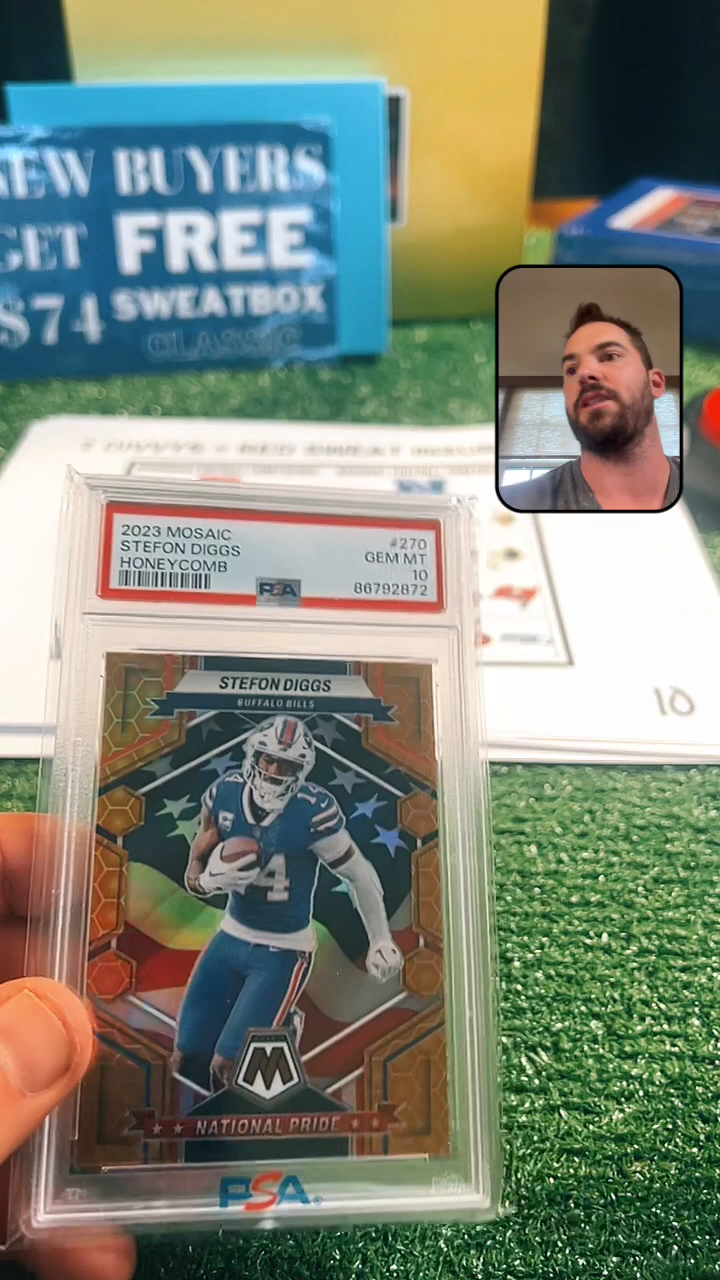 NEW BUYERS
GET FREE
$74 SWEATBOX
CLASSIC
2023 MOSAIC
STEFON DIGGS
HONEYCOMB
#270
GEM MT
10
86792872
PSA
STEFON DIGGS
BUFFALO BILLS
14
M
NATIONAL PRIDE
PSA
10